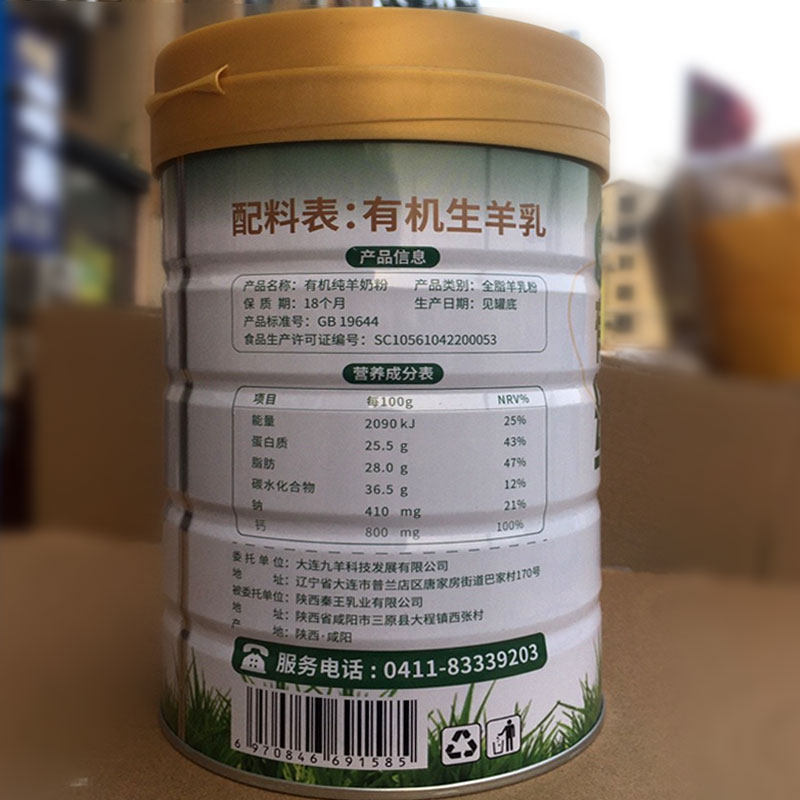 配料表:有机生羊乳
产品信息
产品名称: 有机纯羊奶粉 产品类别: 全脂羊乳粉
保质期: 18个月 生产日期: 见罐底
产品标准号: GB 19644
食品生产许可证编号: SC10561042200053
营养成分表
项目 每100g NRV%
能量 2090 kJ 25%
蛋白质 25.5 g 43%
脂肪 28.0 g 47%
碳水化合物 36.5 g 12%
钠 410 mg 21%
钙 800 mg 100%
委托单位: 大连九羊科技发展有限公司
地址: 辽宁省大连市普兰店区唐家房街道巴家村170号
被委托单位: 陕西秦王乳业有限公司
地址: 陕西省咸阳市三原县大程镇西张村
产地: 陕西·咸阳
服务电话: 0411-83339203
6 970846 691585